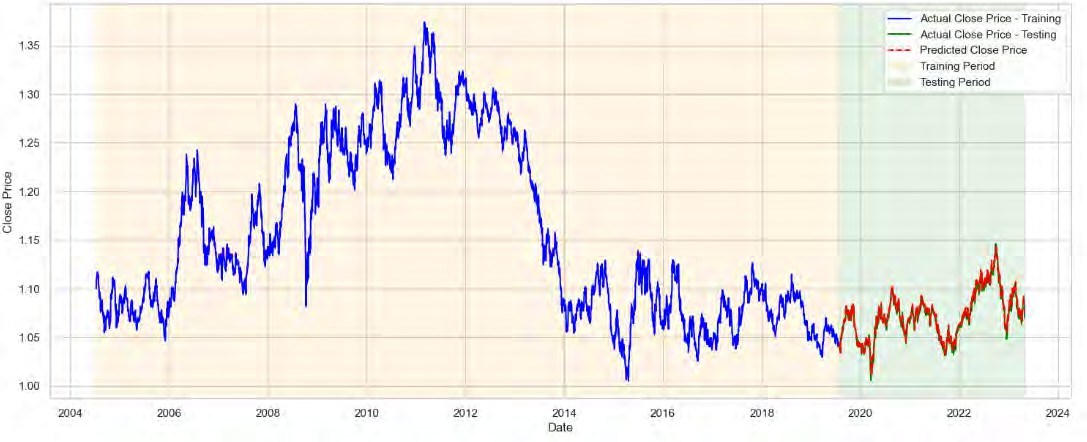 Actual Close Price - Training
Actual Close Price - Testing
Predicted Close Price
Training Period
Testing Period
Close Price
1.35
1.30
1.25
1.20
1.15
1.10
1.05
1.00
2004 2006 2008 2010 2012 2014 2016 2018 2020 2022 2024
Date